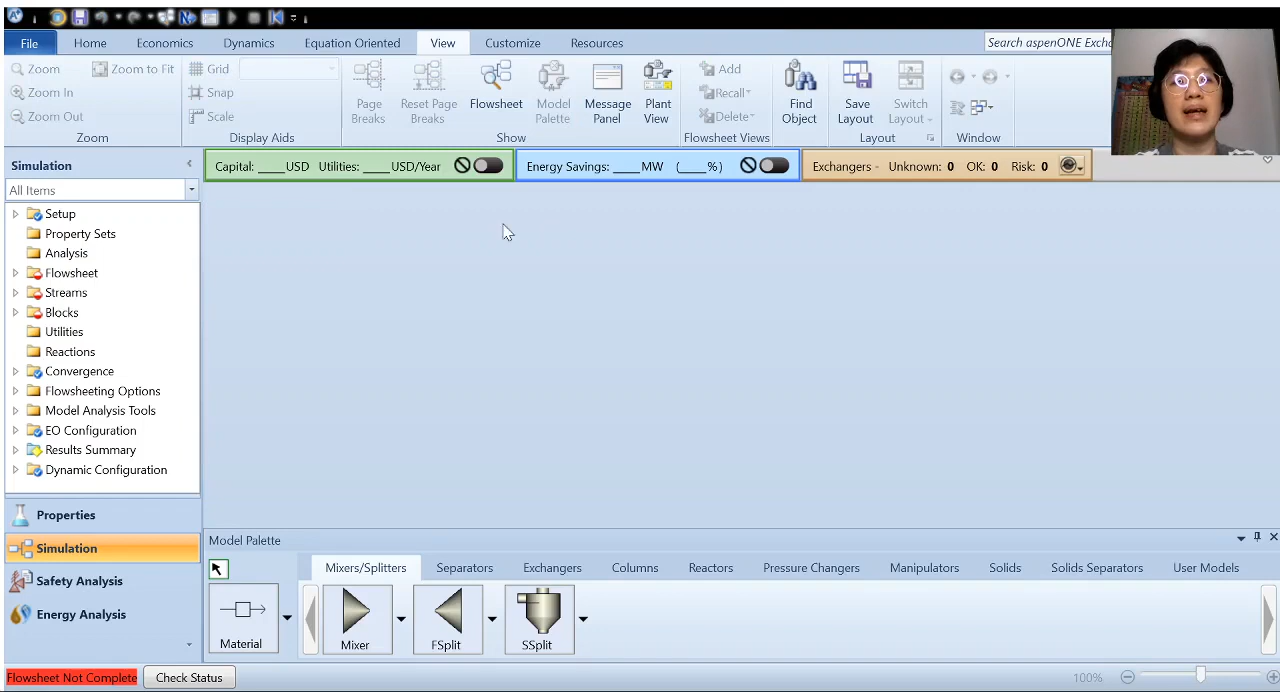 File Home Economics Dynamics Equation Oriented View Customize Resources Search aspenONE Excha
Zoom Zoom to Fit Grid
Zoom In Snap
Zoom Out Scale
Page Breaks Reset Page Breaks Flowsheet Model Palette Message Panel Plant View
Add
Recall
Delete
Find Object Save Layout Switch Layout
Zoom Display Aids Show Flowsheet Views Layout Window
Simulation
All Items
Capital: ____USD Utilities: ____USD/Year Energy Savings: ____MW (____%) Exchangers - Unknown: 0 OK: 0 Risk: 0
Setup
Property Sets
Analysis
Flowsheet
Streams
Blocks
Utilities
Reactions
Convergence
Flowsheeting Options
Model Analysis Tools
EO Configuration
Results Summary
Dynamic Configuration
Properties
Simulation
Safety Analysis
Energy Analysis
Model Palette
Mixers/Splitters Separators Exchangers Columns Reactors Pressure Changers Manipulators Solids Solids Separators User Models
Material Mixer FSplit SSplit
Flowsheet Not Complete Check Status 100%